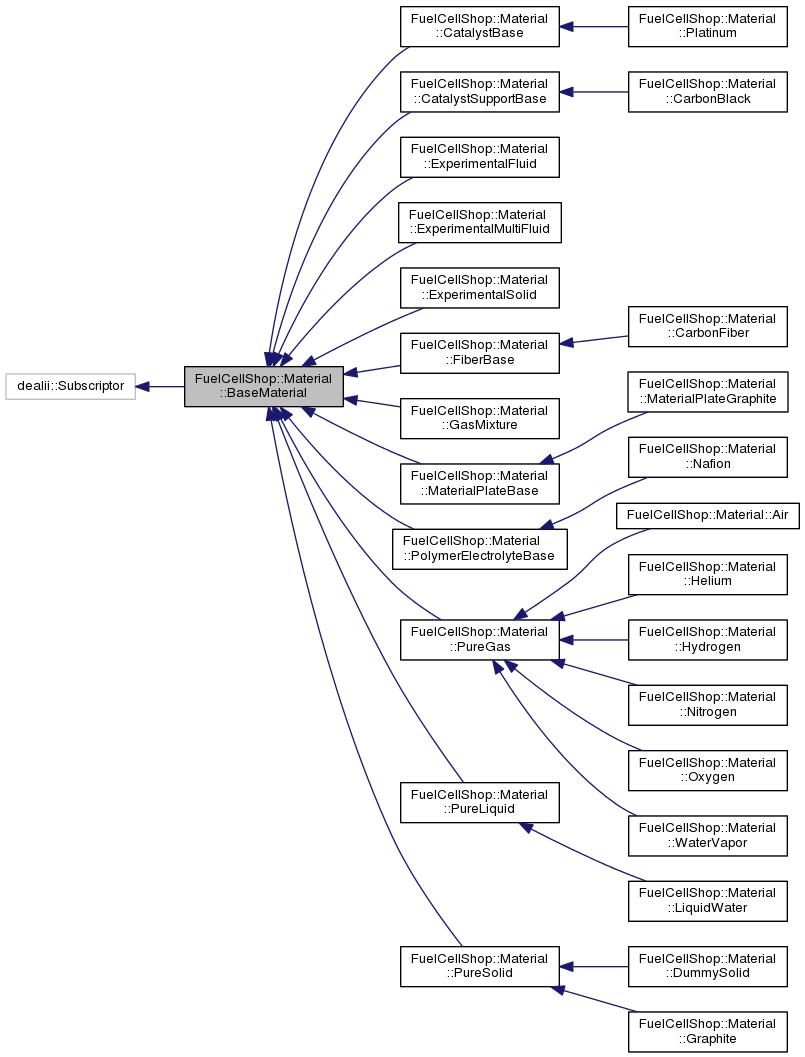 dealii::Subscriptor
FuelCellShop::Material
::BaseMaterial
FuelCellShop::Material
::CatalystBase
FuelCellShop::Material
::CatalystSupportBase
FuelCellShop::Material
::ExperimentalFluid
FuelCellShop::Material
::ExperimentalMultiFluid
FuelCellShop::Material
::ExperimentalSolid
FuelCellShop::Material
::FiberBase
FuelCellShop::Material
::GasMixture
FuelCellShop::Material
::MaterialPlateBase
FuelCellShop::Material
::PolymerElectrolyteBase
FuelCellShop::Material
::PureGas
FuelCellShop::Material
::PureLiquid
FuelCellShop::Material
::PureSolid
FuelCellShop::Material
::Platinum
FuelCellShop::Material
::CarbonBlack
FuelCellShop::Material
::CarbonFiber
FuelCellShop::Material
::MaterialPlateGraphite
FuelCellShop::Material
::Nafion
FuelCellShop::Material::Air
FuelCellShop::Material
::Helium
FuelCellShop::Material
::Hydrogen
FuelCellShop::Material
::Nitrogen
FuelCellShop::Material
::Oxygen
FuelCellShop::Material
::WaterVapor
FuelCellShop::Material
::LiquidWater
FuelCellShop::Material
::DummySolid
FuelCellShop::Material
::Graphite